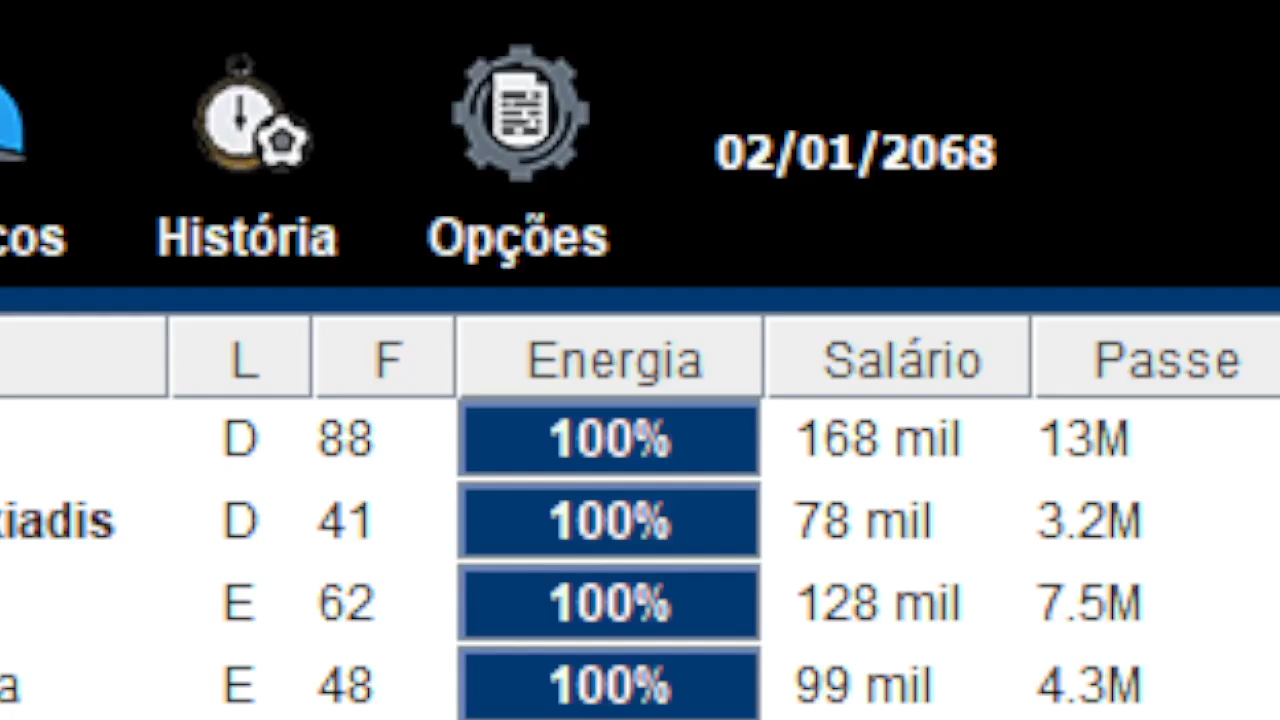 02/01/2068
cos História Opções
L F Energia Salário Passe
D 88 100% 168 mil 13M
iadis D 41 100% 78 mil 3.2M
E 62 100% 128 mil 7.5M
a E 48 100% 99 mil 4.3M